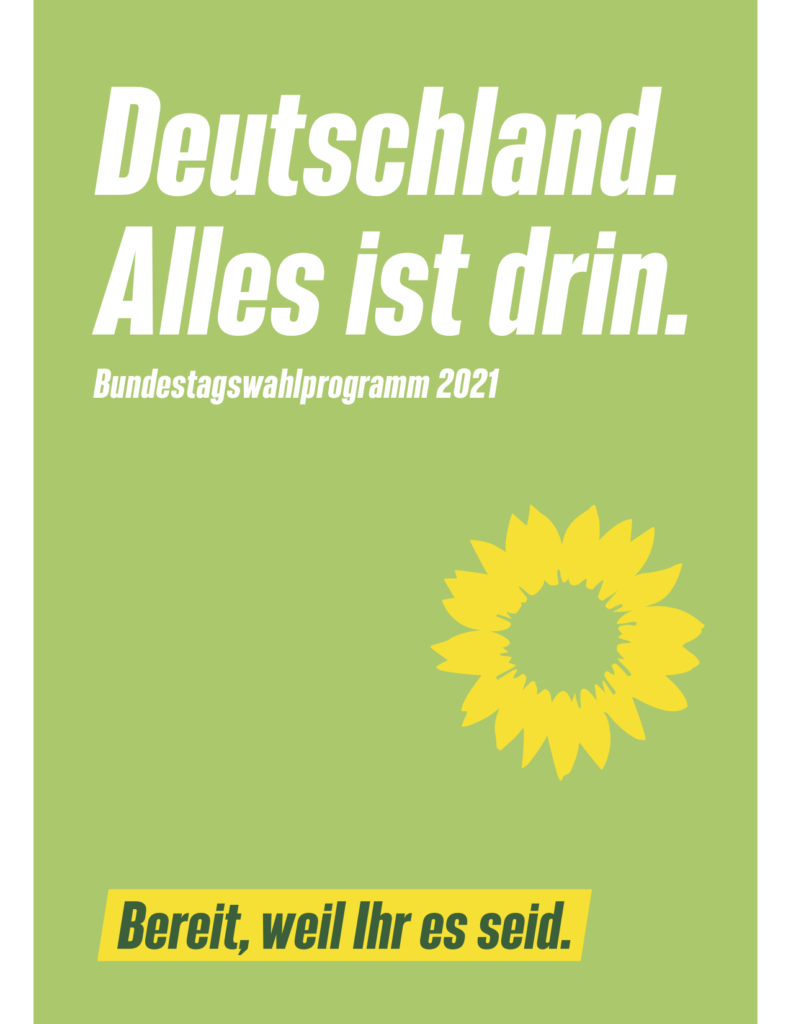 Deutschland.
Alles ist drin.
Bundestagswahlprogramm 2021
Bereit, weil Ihr es seid.